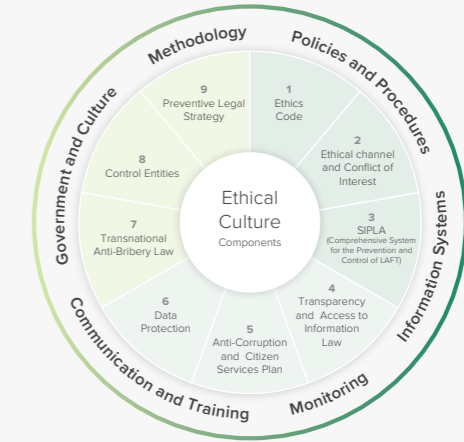 Methodology
Policies and Procedures
Information Systems
Monitoring
Communication and Training
Government and Culture
Ethical
Culture
Components
1
Ethics
Code
2
Ethical channel
and Conflict of
Interest
3
SIPLA
(Comprehensive System
for the Prevention and
Control of LAFT)
4
Transparency
and Access to
Information
Law
5
Anti-Corruption
and Citizen
Services Plan
6
Data
Protection
7
Transnational
Anti-Bribery Law
8
Control Entities
9
Preventive Legal
Strategy